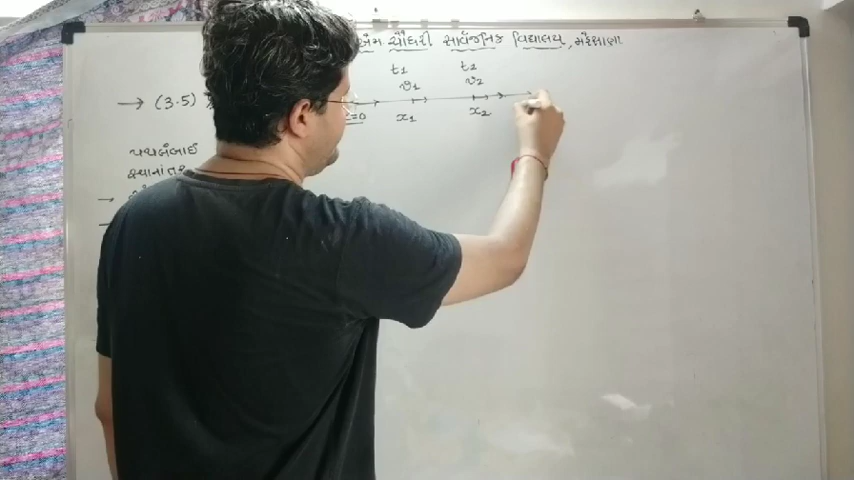 ચૌધરી સાર્વજનિક વિદ્યાલય, મહેસાણા
t₁ t₂
v₁ v₂
→ (3.5)
=0 x₁ x₂
પથલંબાઈ
સ્થાનાંતર